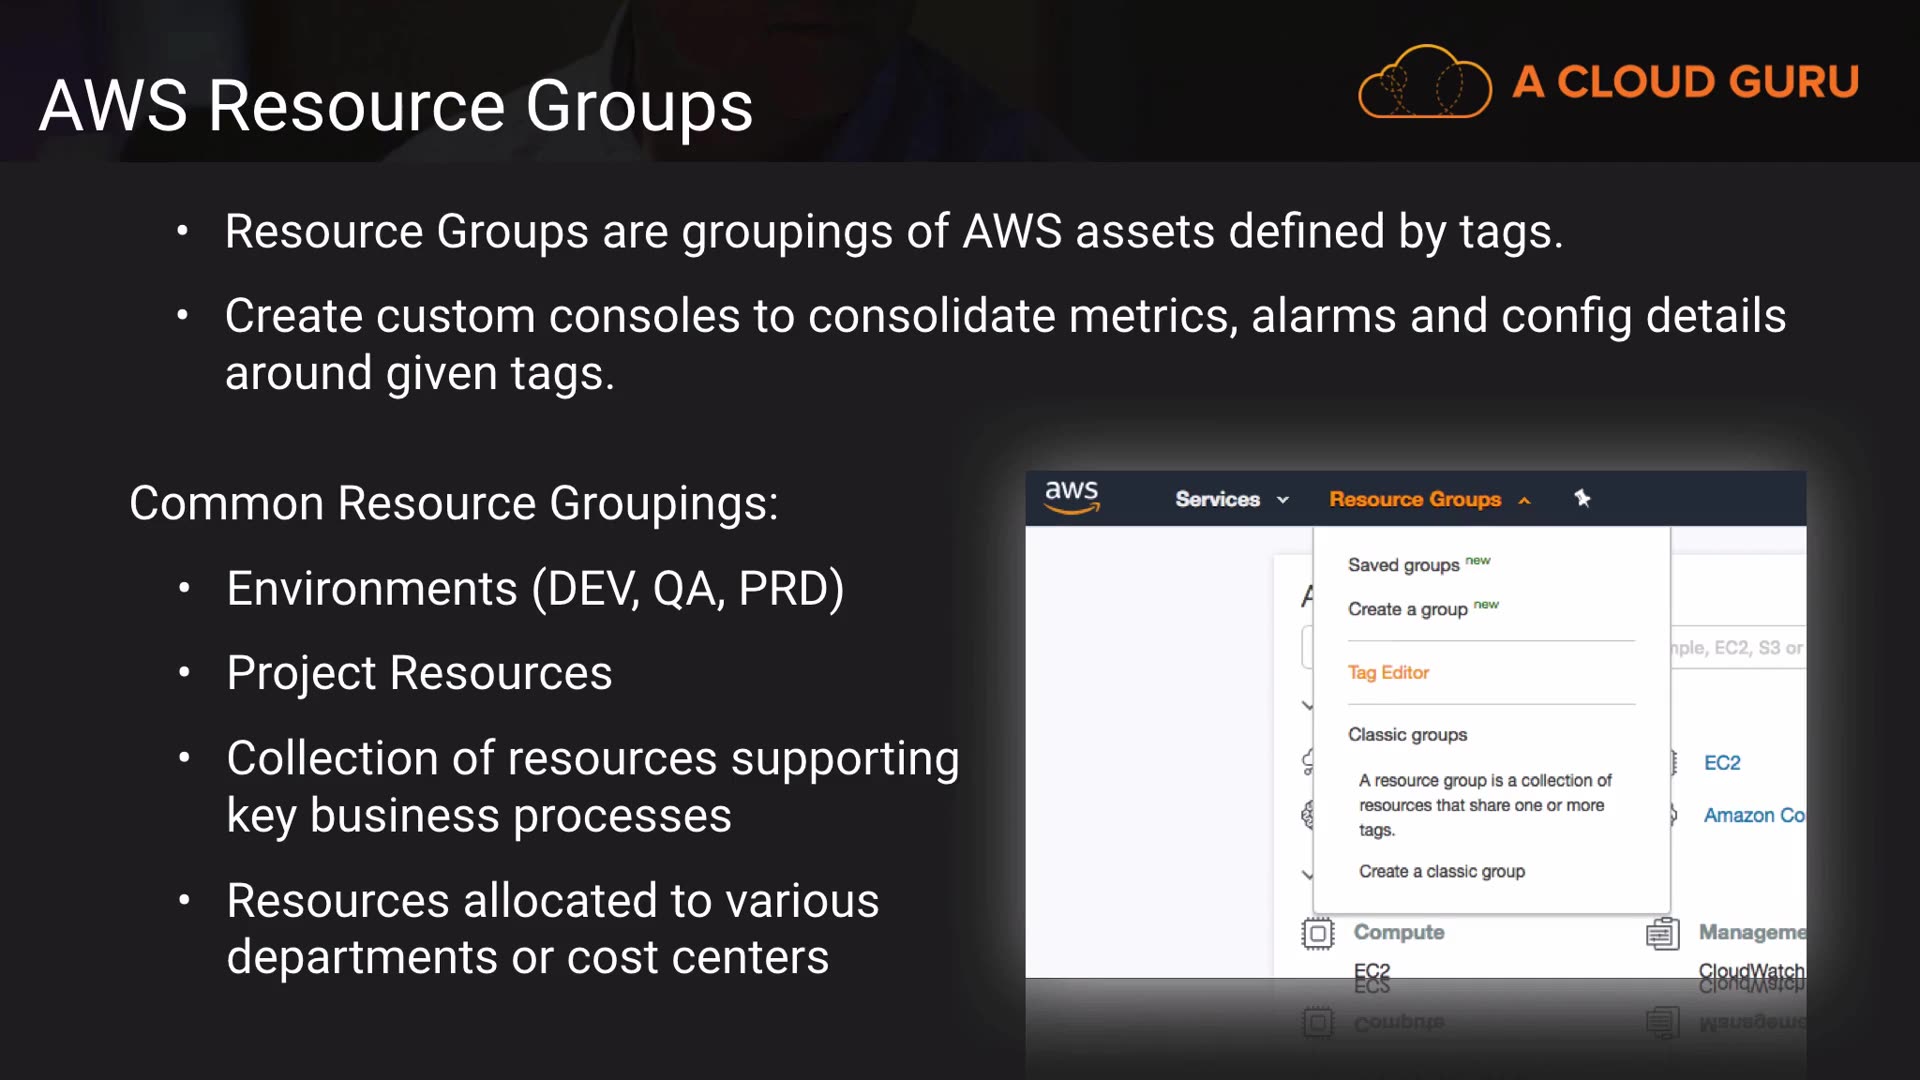 AWS Resource Groups
A CLOUD GURU
• Resource Groups are groupings of AWS assets defined by tags.
• Create custom consoles to consolidate metrics, alarms and config details
around given tags.
Common Resource Groupings:
• Environments (DEV, QA, PRD)
• Project Resources
• Collection of resources supporting
key business processes
• Resources allocated to various
departments or cost centers
aws
Services
Resource Groups
Saved groups new
Create a group new
Tag Editor
Classic groups
A resource group is a collection of
resources that share one or more
tags.
Create a classic group
EC2, S3 or
EC2
Amazon Co
Compute
Manageme
EC2
CloudWatch